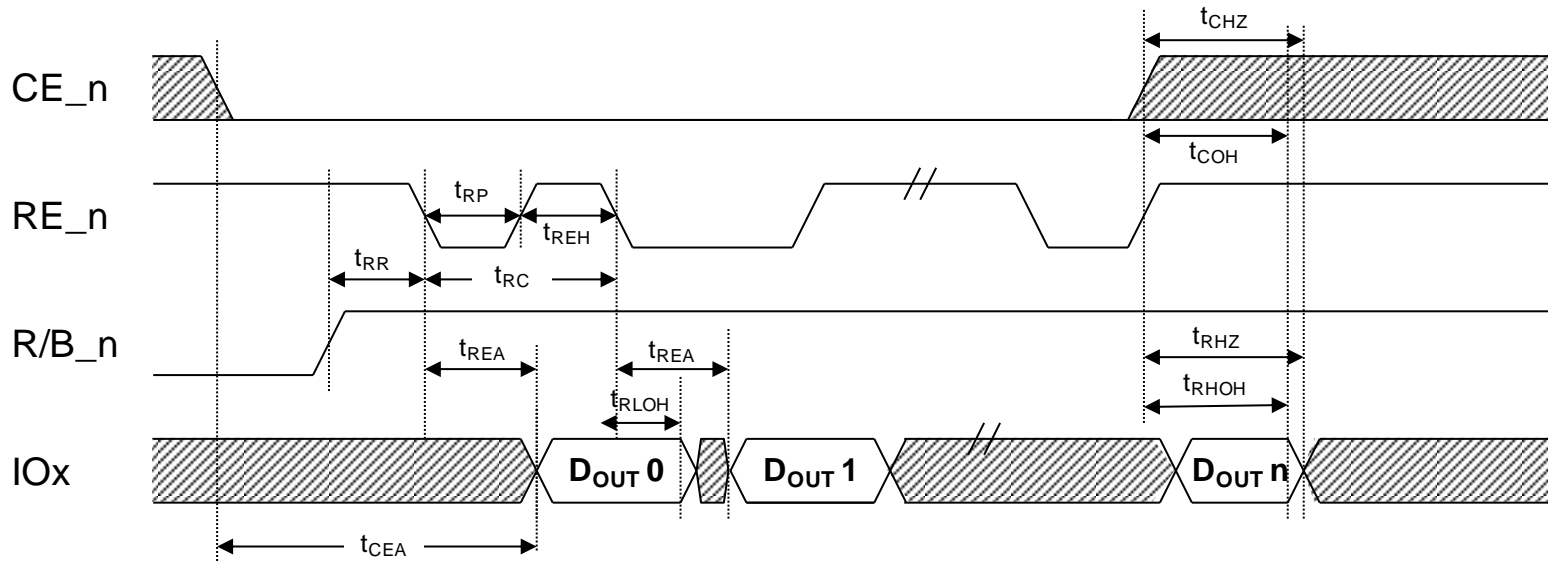 tCHZ
CE_n
tCOH
RE_n
tRP
tREH
tRR
tRC
R/B_n
tREA
tREA
tRHZ
tRLOH
tRHOH
IOx
DOUT 0
DOUT 1
DOUT n
tCEA